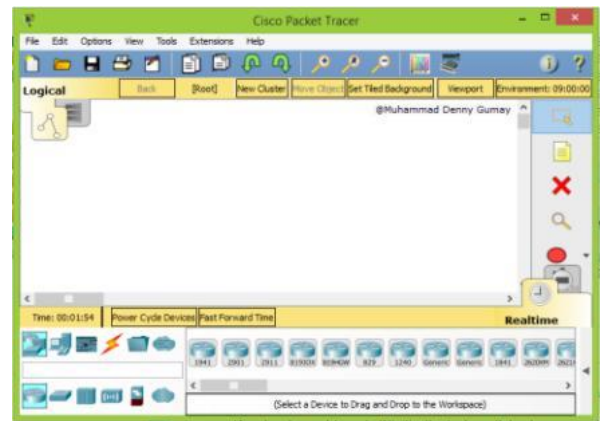 Cisco Packet Tracer
File Edit Options View Tools Extensions Help
Logical Back [Root] New Cluster Move Object Set Tiled Background Viewport Environment: 09:00:00
@Muhammad Denny Gumay
Time: 00:01:54 Power Cycle Devices Fast Forward Time Realtime
1941 2901 2911 819IOX 819HGW 829 1240 Generic Generic 1841 2620XM
(Select a Device to Drag and Drop to the Workspace)